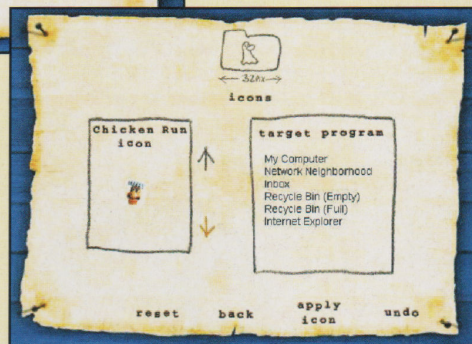 32px
icons
Chicken Run
icon
target program
My Computer
Network Neighborhood
Inbox
Recycle Bin (Empty)
Recycle Bin (Full)
Internet Explorer
reset
back
apply
icon
undo